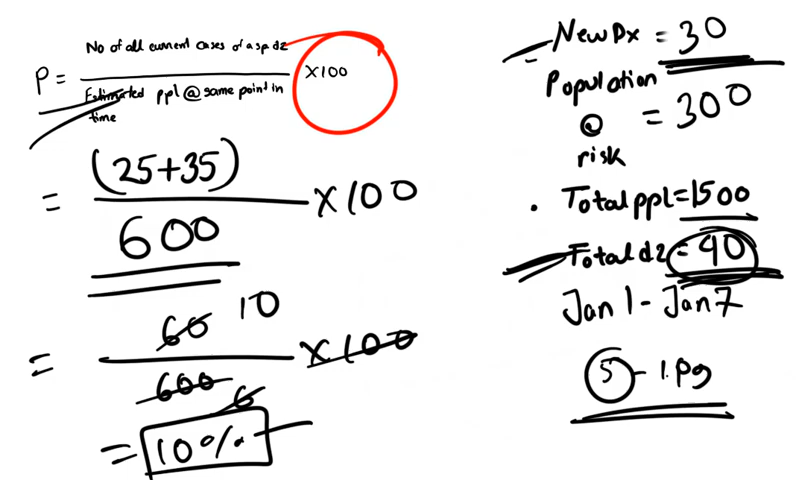 No of all current cases of a sp. dz
P = ——— X100
Estimated ppl @ same point in
time
= (25+35)
——— X100
600
= 60 10
——— X100
600 6
= 10%
New Px = 30
Population
@ = 300
risk
. Total ppl = 1500
Total dz = 90
Jan 1 - Jan 7
5 - 1. Pg